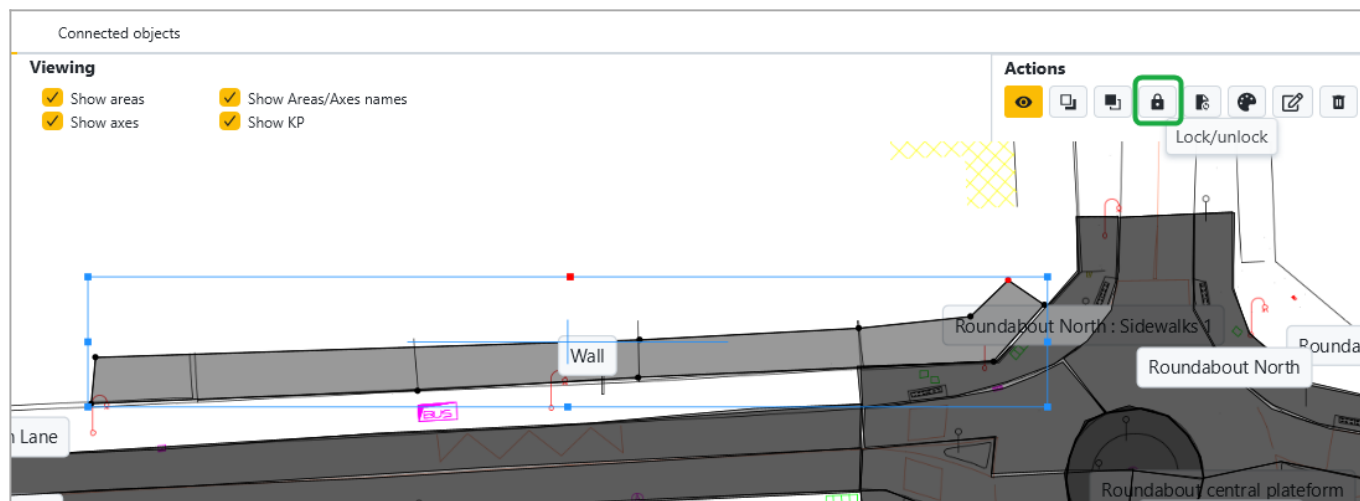 Connected objects
Viewing
Actions
Show areas
Show Areas/Axes names
Show axes
Show KP
Lock/unlock
Roundabout North : Sidewalks 1
Wall
Rounda
Roundabout North
BUS
n Lane
Roundabout central plateform